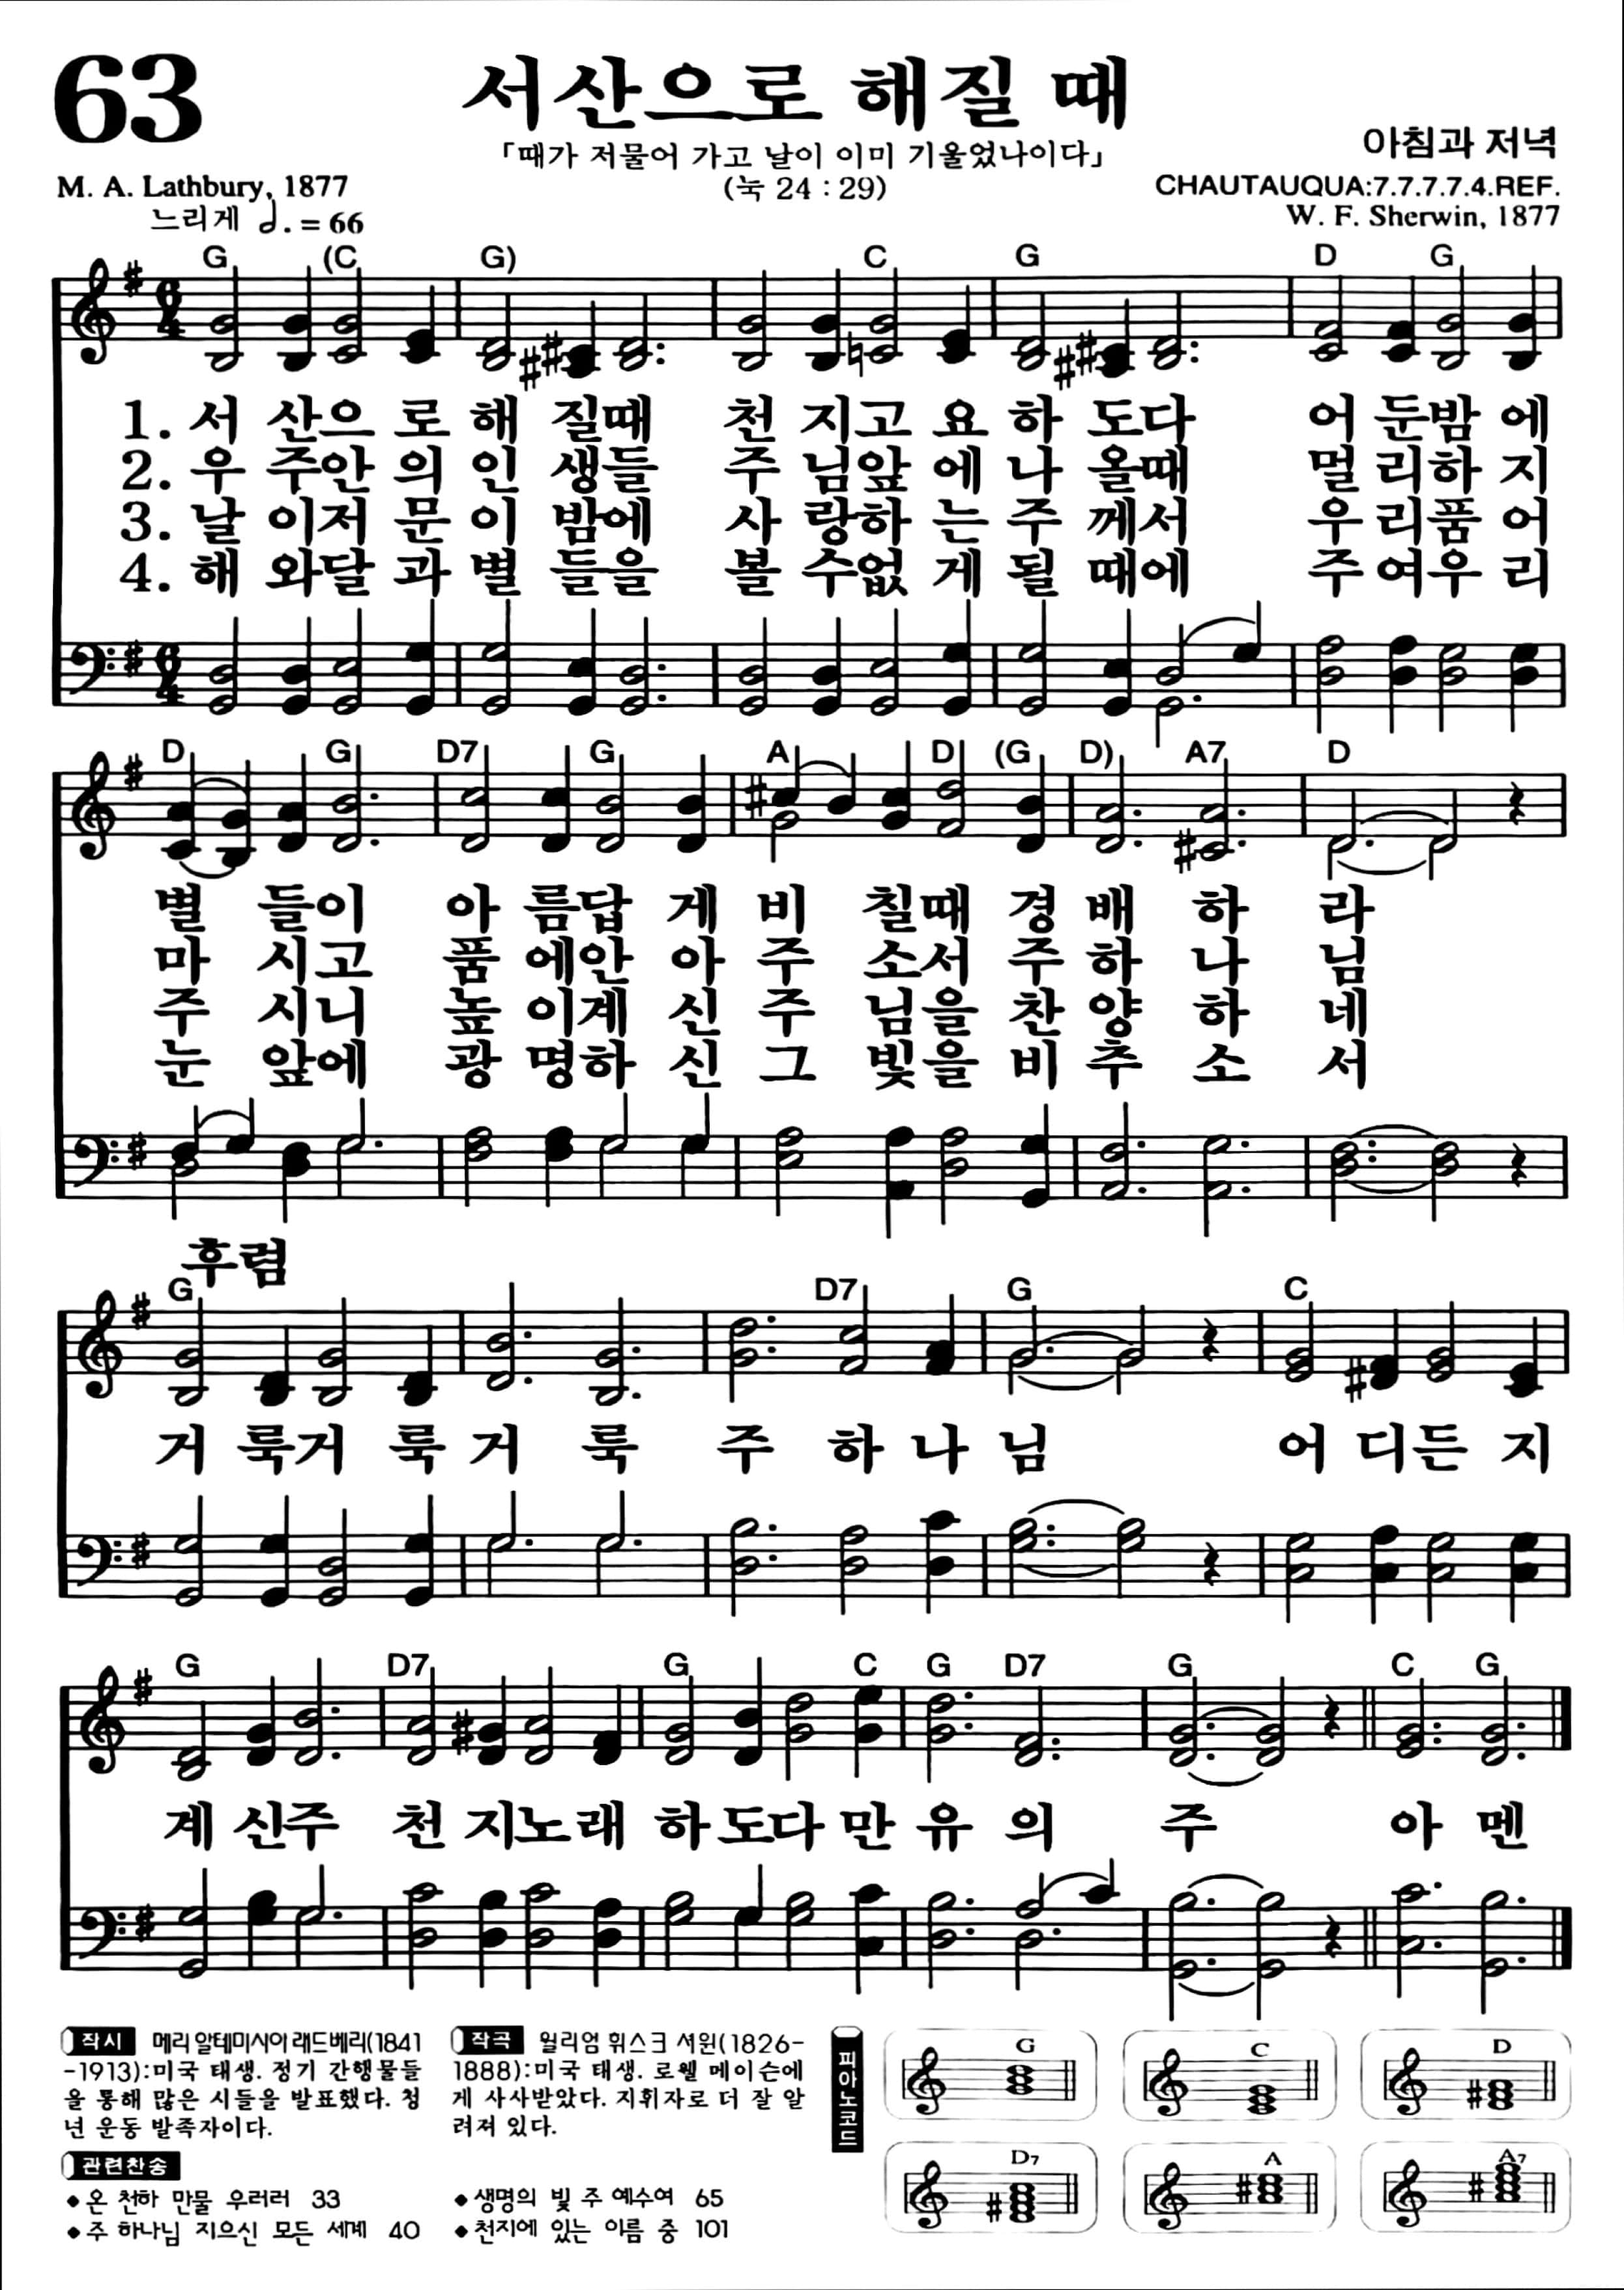 63
서산으로 해질 때
「때가 저물어 가고 날이 이미 기울었나이다」
(눅 24 : 29)
아침과 저녁
M. A. Lathbury, 1877
CHAUTAUQUA:7.7.7.7.4.REF.
느리게 𝅗𝅥. = 66
W. F. Sherwin, 1877
G (C G) C G D G
6/4
1. 서 산으 로 해 질때 천 지고 요 하 도다 어 둔밤 에
2. 우 주안 의 인 생들 주 님앞 에 나 올때 멀 리하 지
3. 날 이저 문 이 밤에 사 랑하 는 주 께서 우 리품 어
4. 해 와달 과 별 들을 볼 수없 게 될 때에 주 여우 리
6/4
D G D7 G A D (G D) A7 D
별 들이 아 름답 게 비 칠때 경 배 하 라
마 시고 품 에안 아 주 소서 주 하 나 님
주 시니 높 이계 신 주 님을 찬 양 하 네
눈 앞에 광 명하 신 그 빛을 비 추 소 서
후렴
G D7 G C
거 룩거 룩 거 룩 주 하 나 님 어 디든 지
G D7 G C G D7 G C G
계 신주 천 지노 래 하 도다 만 유 의 주 아 멘
작시 메리 알테미시아 래드베리(1841
-1913):미국 태생. 정기 간행물들
을 통해 많은 시들을 발표했다. 청
년 운동 발족자이다.
작곡 윌리엄 휘스크 셔윈(1826-
1888):미국 태생. 로웰 메이슨에
게 사사받았다. 지휘자로 더 잘 알
려져 있다.
관련찬송
◆온 천하 만물 우러러 33
◆주 하나님 지으신 모든 세계 40
◆생명의 빛 주 예수여 65
◆천지에 있는 이름 중 101
피아노코드
G C D
D7 A A7